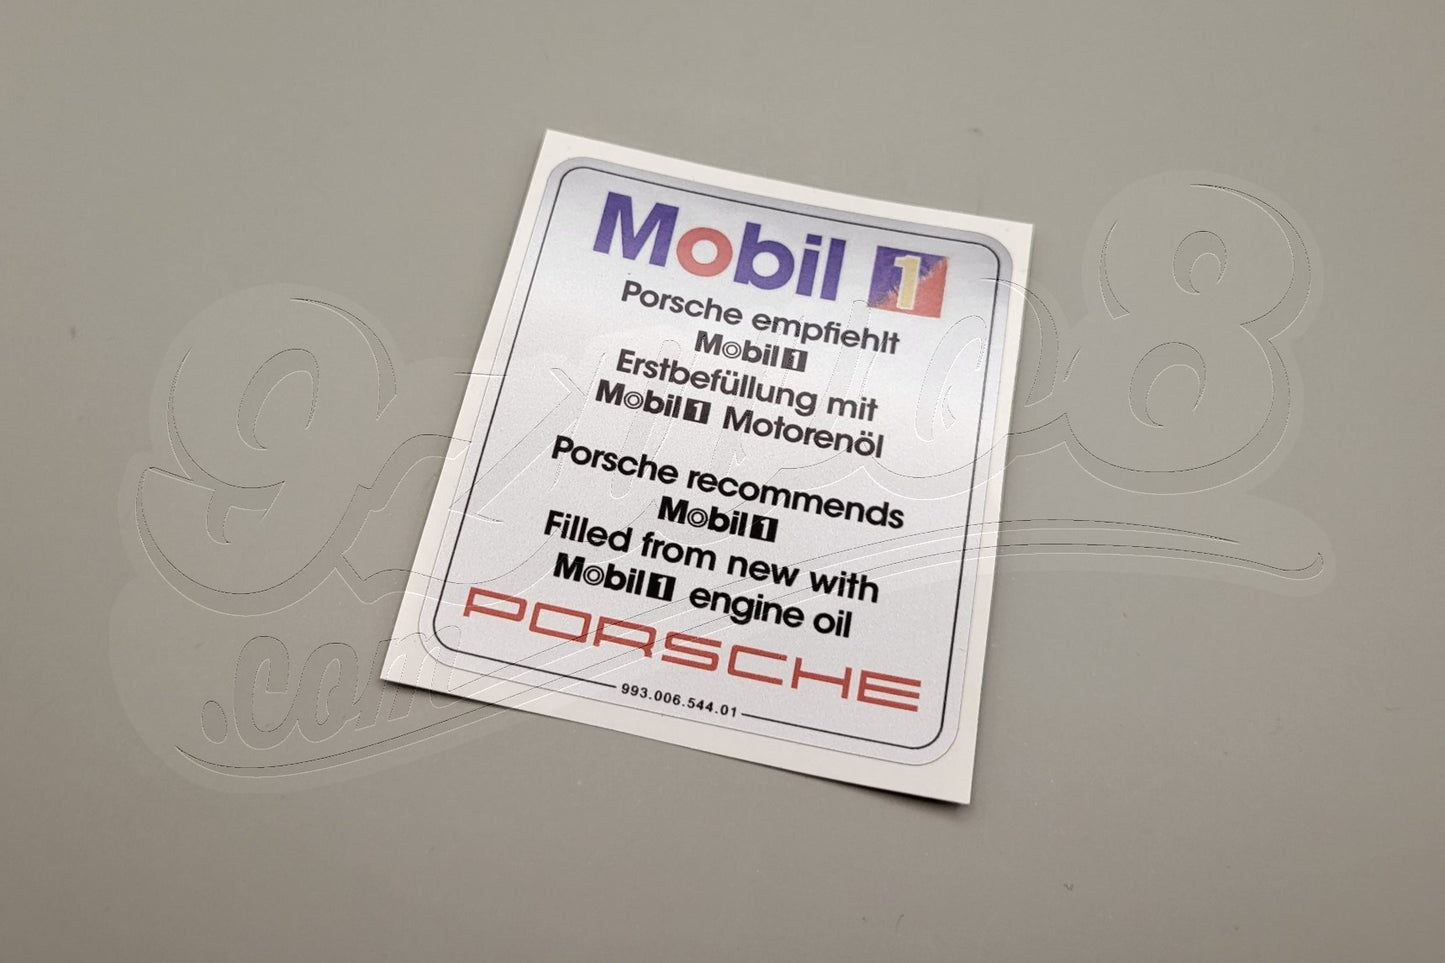 Mobil 1
Porsche empfiehlt
Mobil 1
Erstbefüllung mit
Mobil 1 Motorenöl
Porsche recommends
Mobil 1
Filled from new with
Mobil 1 engine oil
PORSCHE
993.006.544.01
.com